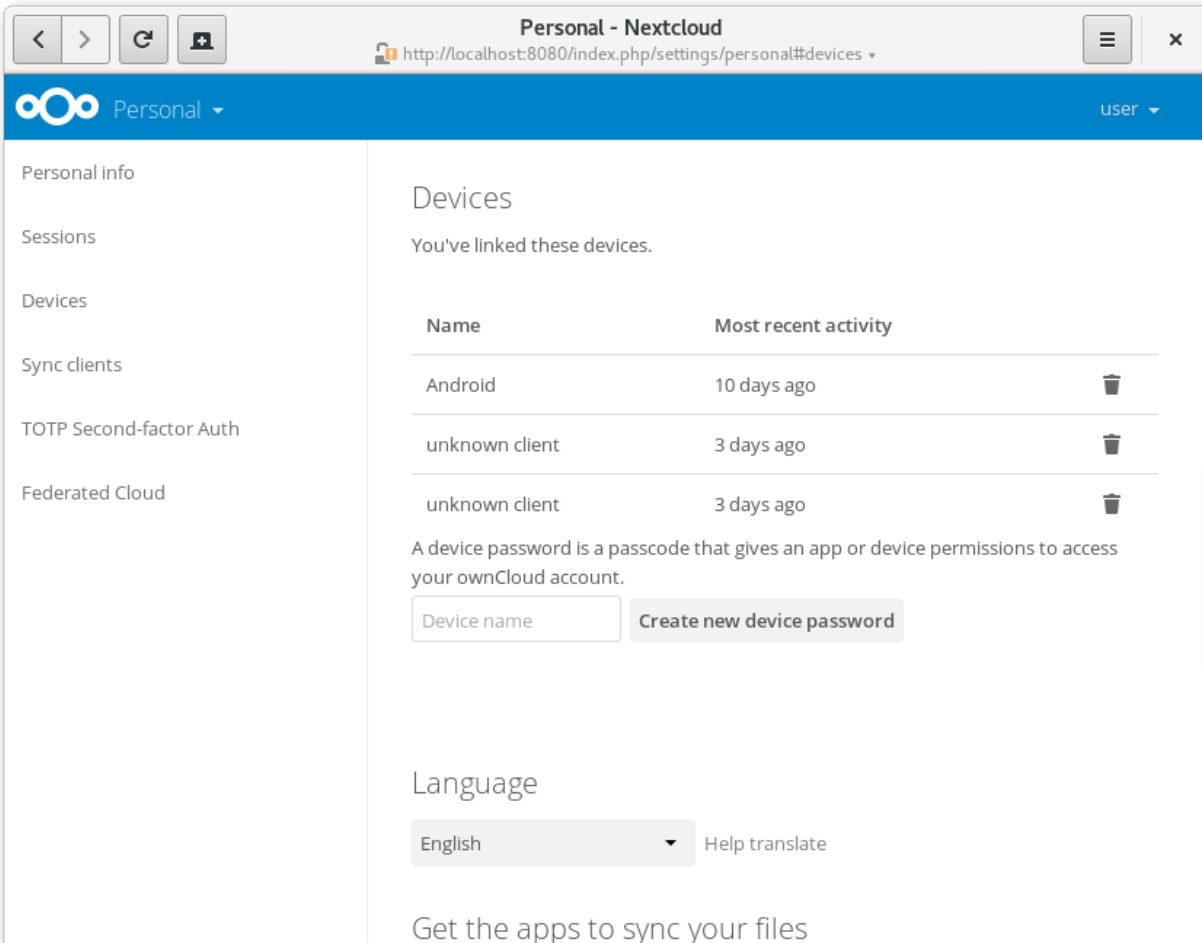 Personal - Nextcloud
http://localhost:8080/index.php/settings/personal#devices
Personal
user
Personal info
Sessions
Devices
Sync clients
TOTP Second-factor Auth
Federated Cloud
Devices
You've linked these devices.
Name Most recent activity
Android 10 days ago
unknown client 3 days ago
unknown client 3 days ago
A device password is a passcode that gives an app or device permissions to access
your ownCloud account.
Device name Create new device password
Language
English Help translate
Get the apps to sync your files